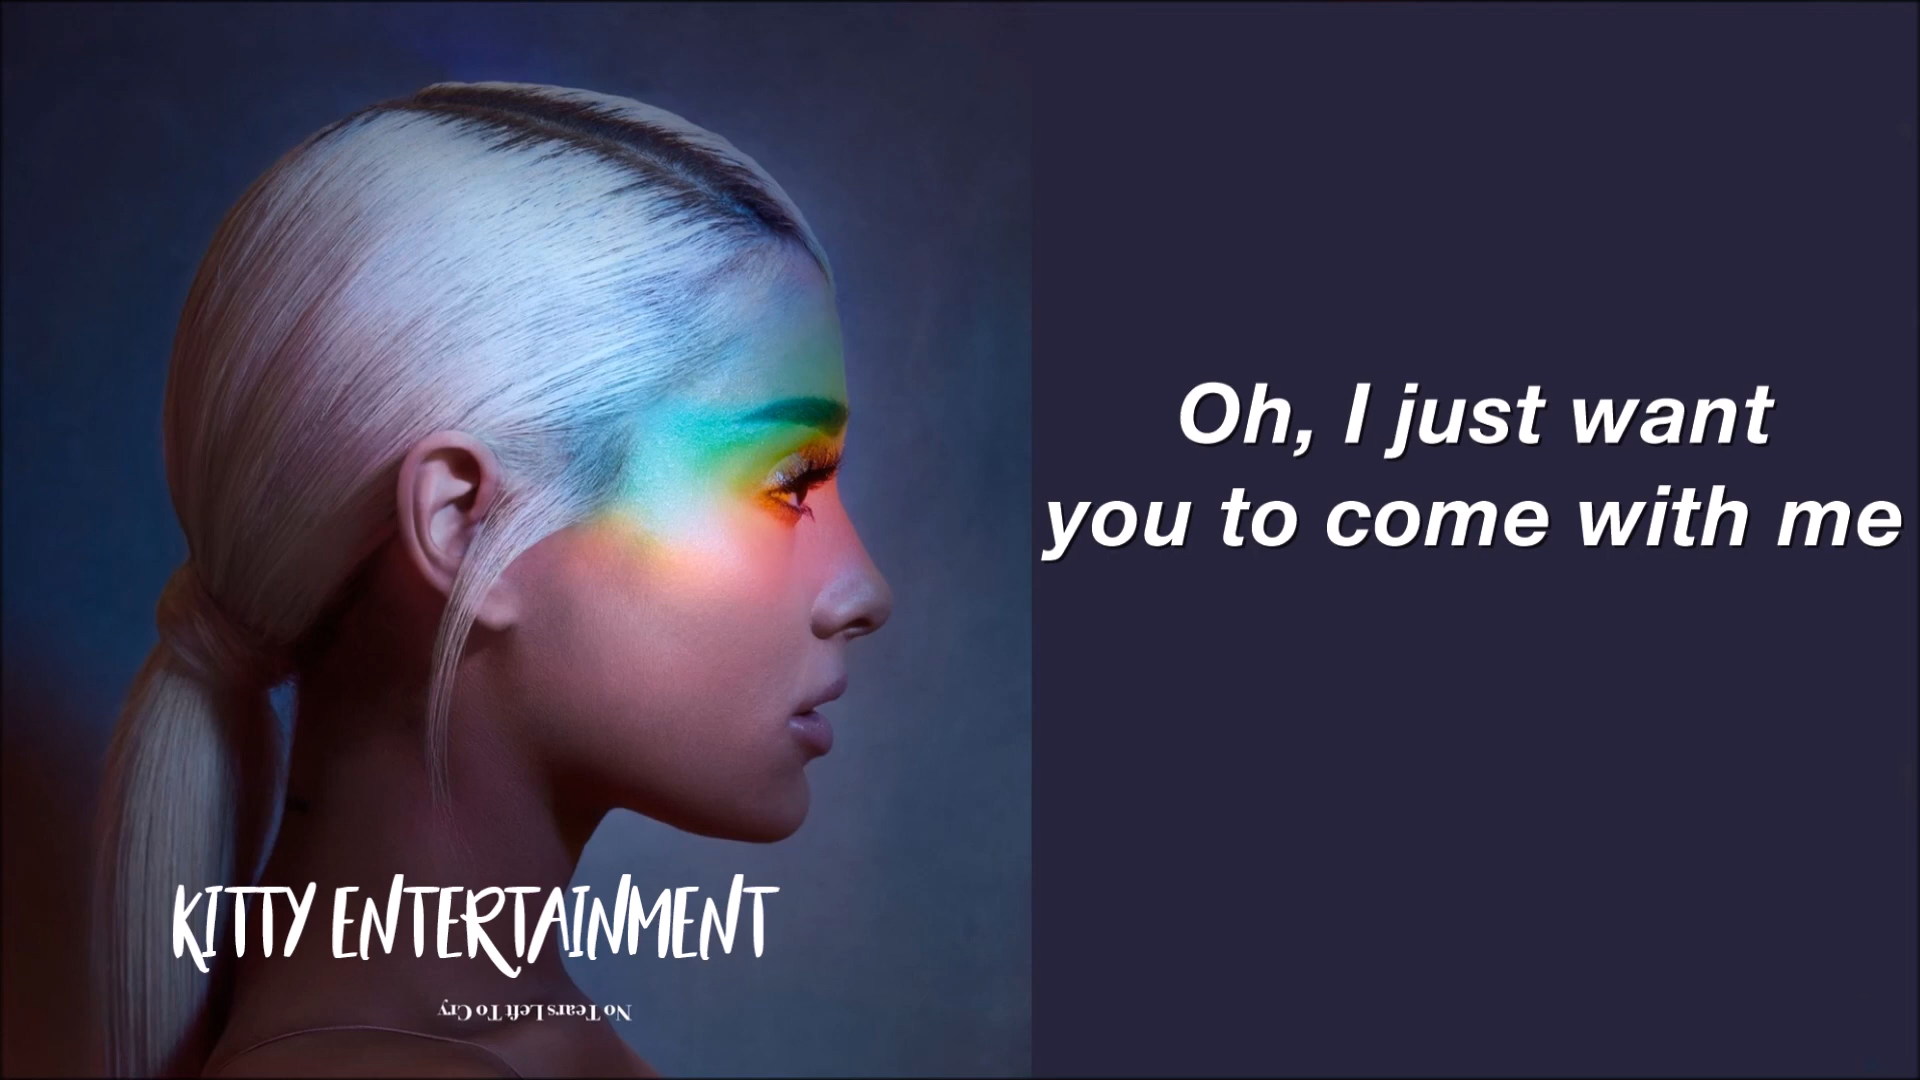 Oh, I just want
you to come with me
KITTY ENTERTAINMENT
No Tears Left To Cry